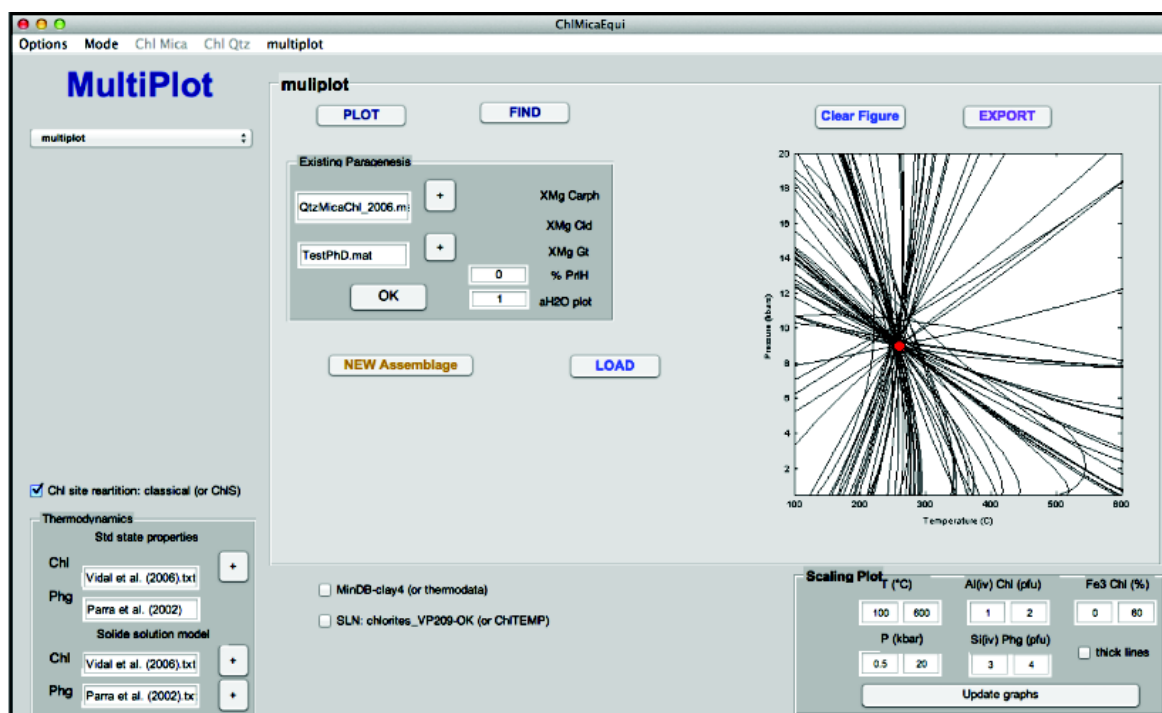 ChlMicaEqui
Options Mode Chl Mica Chl Qtz multiplot
MultiPlot
multiplot
muliplot
PLOT FIND Clear Figure EXPORT
Existing Paragenesis
QtzMicaChl_2006.ma + XMg Carph
XMg Cld
TestPhD.mat + XMg Gt
0 % PrlH
OK 1 aH2O plot
NEW Assemblage LOAD
20
18
16
14
12
10
8
6
4
2
Pressure (kbars)
100 200 300 400 500 600
Temperature (C)
Chl site reartition: classical (or ChlS)
Thermodynamics
Std state properties
Chl Vidal et al. (2006).txt +
Phg Parra et al. (2002)
Solide solution model
Chl Vidal et al. (2006).txt +
Phg Parra et al. (2002).tx +
MinDB-clay4 (or thermodata)
SLN: chlorites_VP209-OK (or ChlTEMP)
Scaling Plot
T (°C) Al(iv) Chl (pfu) Fe3 Chl (%)
100 600 1 2 0 60
P (kbar) Si(iv) Phg (pfu)
0.5 20 3 4 thick lines
Update graphs